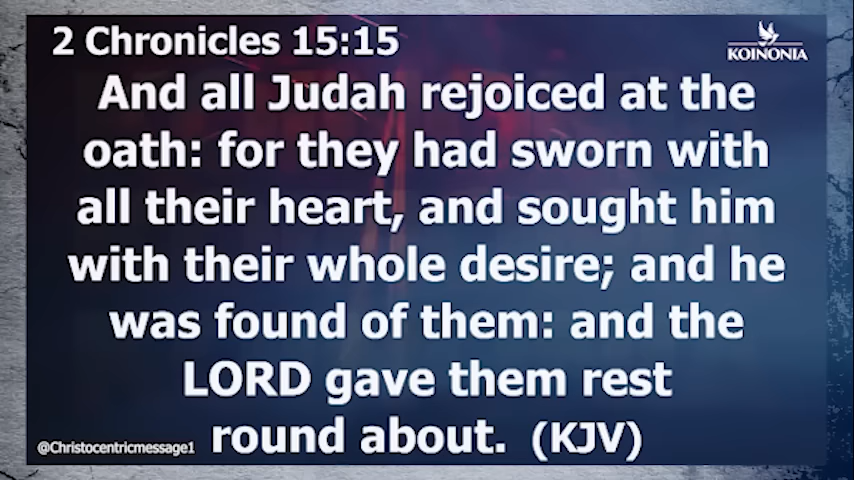 2 Chronicles 15:15
KOINONIA
And all Judah rejoiced at the
oath: for they had sworn with
all their heart, and sought him
with their whole desire; and he
was found of them: and the
LORD gave them rest
round about. (KJV)
@Christocentricmessage1